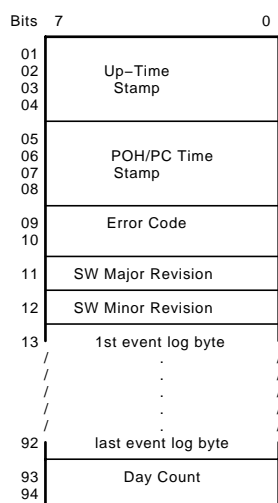 Bits 7 0
01
02 Up-Time
03 Stamp
04
05
06 POH/PC Time
07 Stamp
08
09 Error Code
10
11 SW Major Revision
12 SW Minor Revision
13 1st event log byte
/ . /
/ . /
/ . /
/ . /
/ . /
92 last event log byte
93 Day Count
94